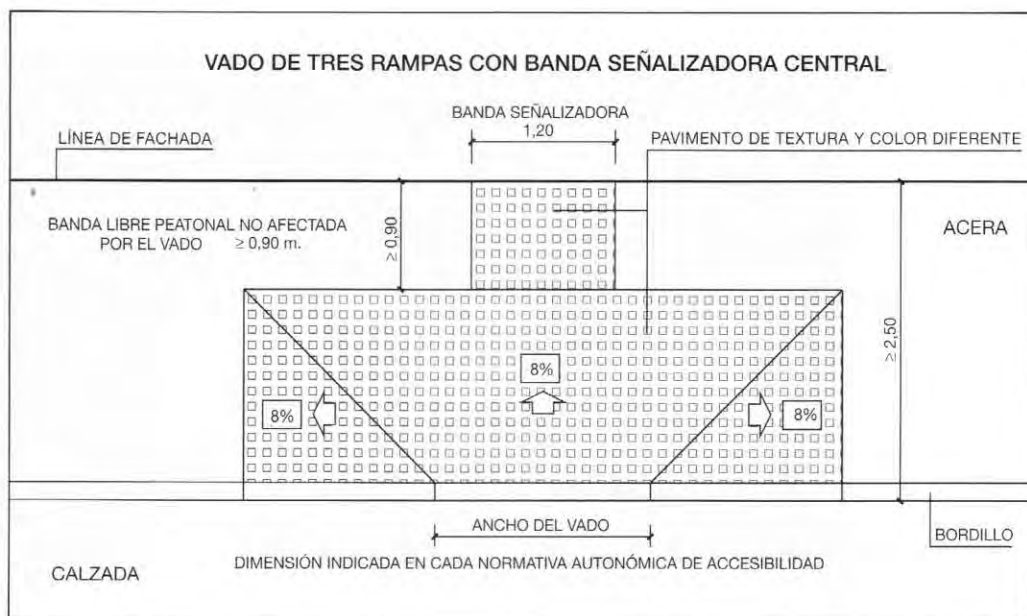 VADO DE TRES RAMPAS CON BANDA SEÑALIZADORA CENTRAL
BANDA SEÑALIZADORA
1,20
LÍNEA DE FACHADA
PAVIMENTO DE TEXTURA Y COLOR DIFERENTE
BANDA LIBRE PEATONAL NO AFECTADA
POR EL VADO ≥ 0,90 m.
≥ 0,90
ACERA
≥ 2,50
8%
8%
8%
ANCHO DEL VADO
BORDILLO
DIMENSIÓN INDICADA EN CADA NORMATIVA AUTONÓMICA DE ACCESIBILIDAD
CALZADA